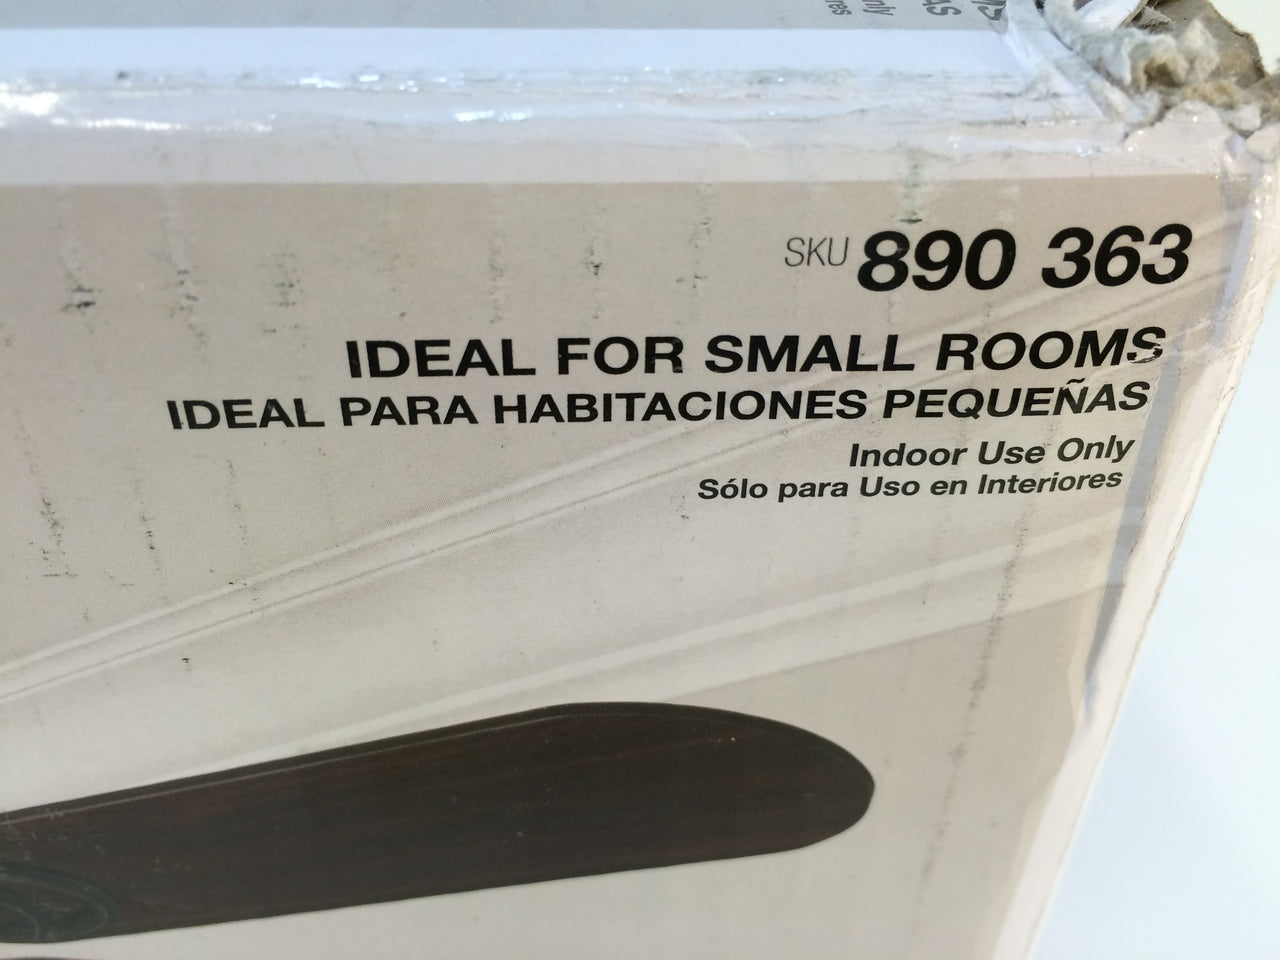 SKU 890 363
IDEAL FOR SMALL ROOMS
IDEAL PARA HABITACIONES PEQUEÑAS
Indoor Use Only
Sólo para Uso en Interiores